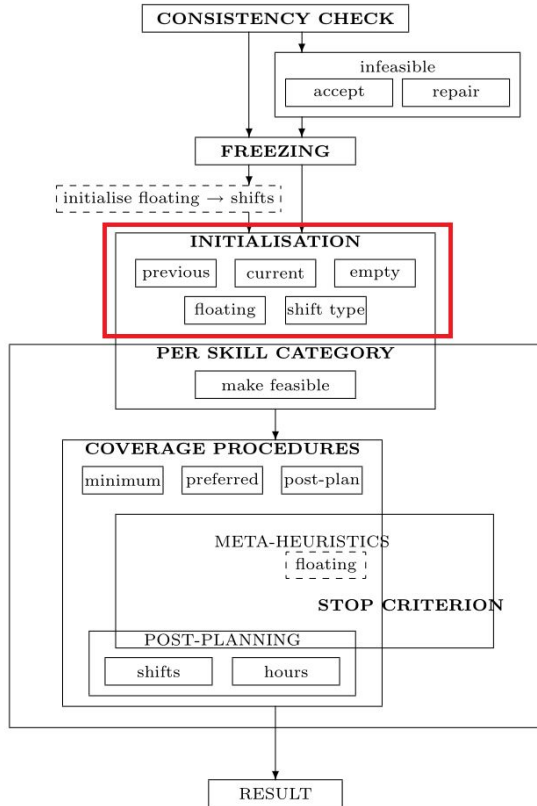 CONSISTENCY CHECK
infeasible
accept repair
FREEZING
initialise floating → shifts
INITIALISATION
previous current empty
floating shift type
PER SKILL CATEGORY
make feasible
COVERAGE PROCEDURES
minimum preferred post-plan
META-HEURISTICS
floating
STOP CRITERION
POST-PLANNING
shifts hours
RESULT